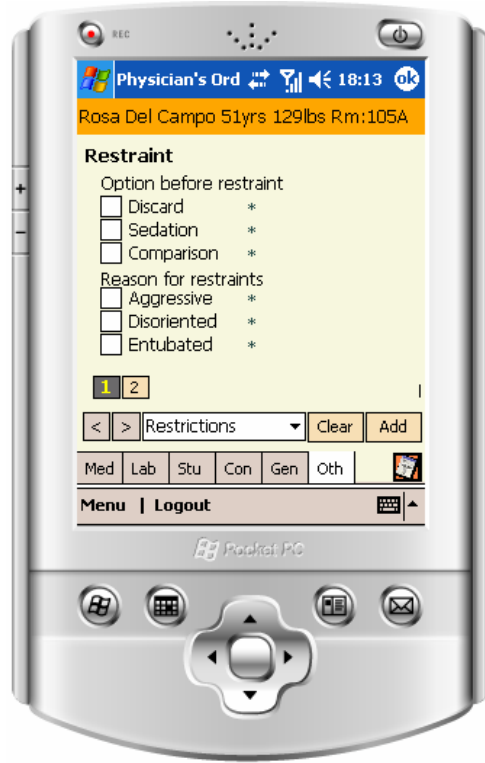 REC
Physician's Ord 18:13 ok
Rosa Del Campo 51yrs 129lbs Rm:105A
Restraint
Option before restraint
Discard *
Sedation *
Comparison *
Reason for restraints
Aggressive *
Disoriented *
Entubated *
1 2
< > Restrictions Clear Add
Med Lab Stu Con Gen Oth
Menu | Logout
Pocket PC
+
-